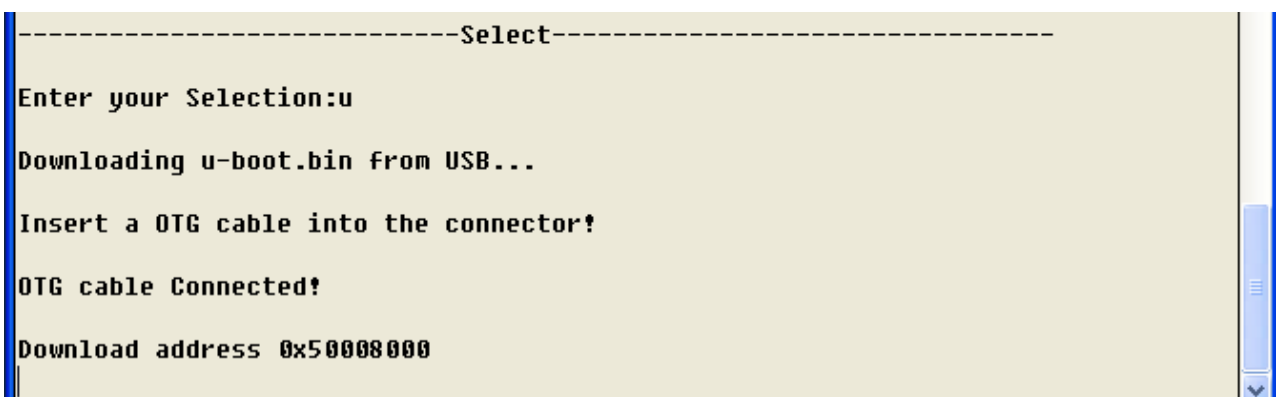 -----------------------------Select---------------------------------
Enter your Selection:u
Downloading u-boot.bin from USB...
Insert a OTG cable into the connector!
OTG cable Connected!
Download address 0x50008000